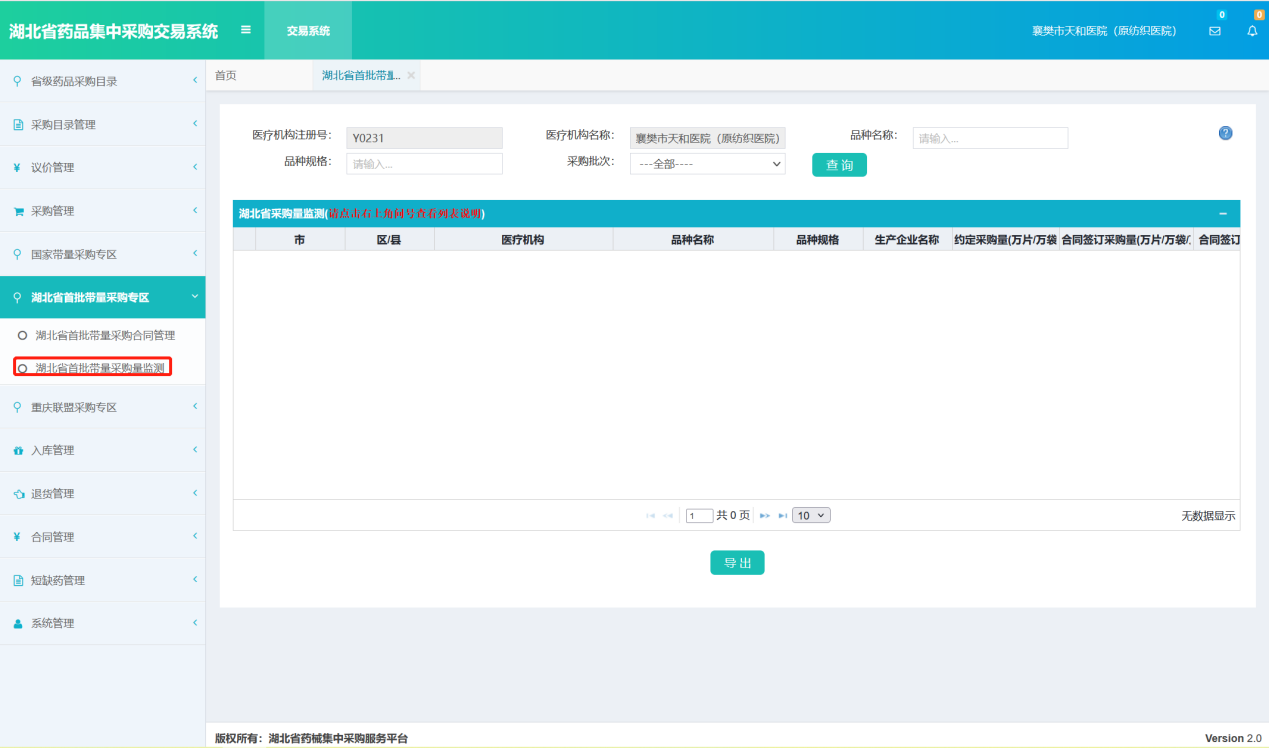 湖北省药品集中采购交易系统
交易系统
襄樊市天和医院（原纺织医院）
0
0
省级药品采购目录
采购目录管理
议价管理
采购管理
国家带量采购专区
湖北省首批带量采购专区
湖北省首批带量采购合同管理
湖北省首批带量采购量监测
重庆联盟采购专区
入库管理
退货管理
合同管理
短缺药管理
系统管理
首页
湖北省首批带量...
医疗机构注册号：
Y0231
医疗机构名称：
襄樊市天和医院（原纺织医院）
品种名称：
请输入...
品种规格：
请输入...
采购批次：
---全部----
查 询
湖北省采购量监测(请点击右上角问号查看列表说明)
市 区/县 医疗机构 品种名称 品种规格 生产企业名称 约定采购量(万片/万袋 合同签订采购量(万片/万袋/ 合同签订
1 共 0 页 10
无数据显示
导 出
版权所有：湖北省药械集中采购服务平台
Version 2.0